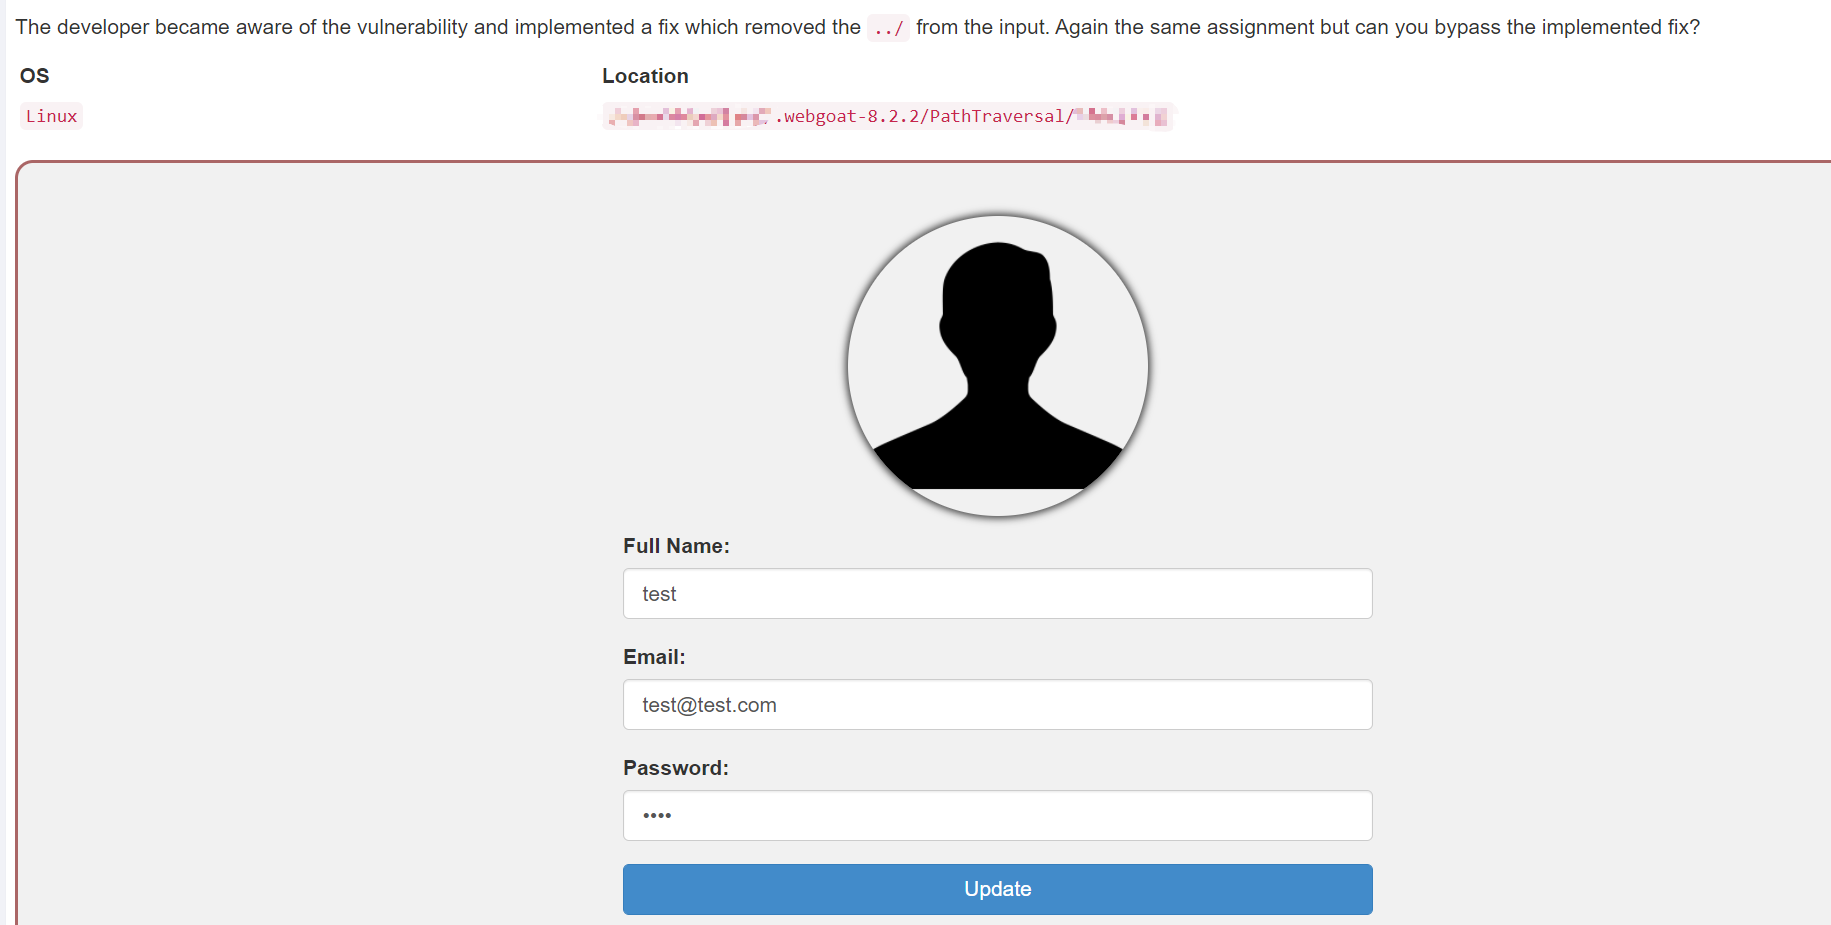 The developer became aware of the vulnerability and implemented a fix which removed the ../ from the input. Again the same assignment but can you bypass the implemented fix?
OS Location
Linux .webgoat-8.2.2/PathTraversal/
Full Name:
test
Email:
test@test.com
Password:
••••
Update